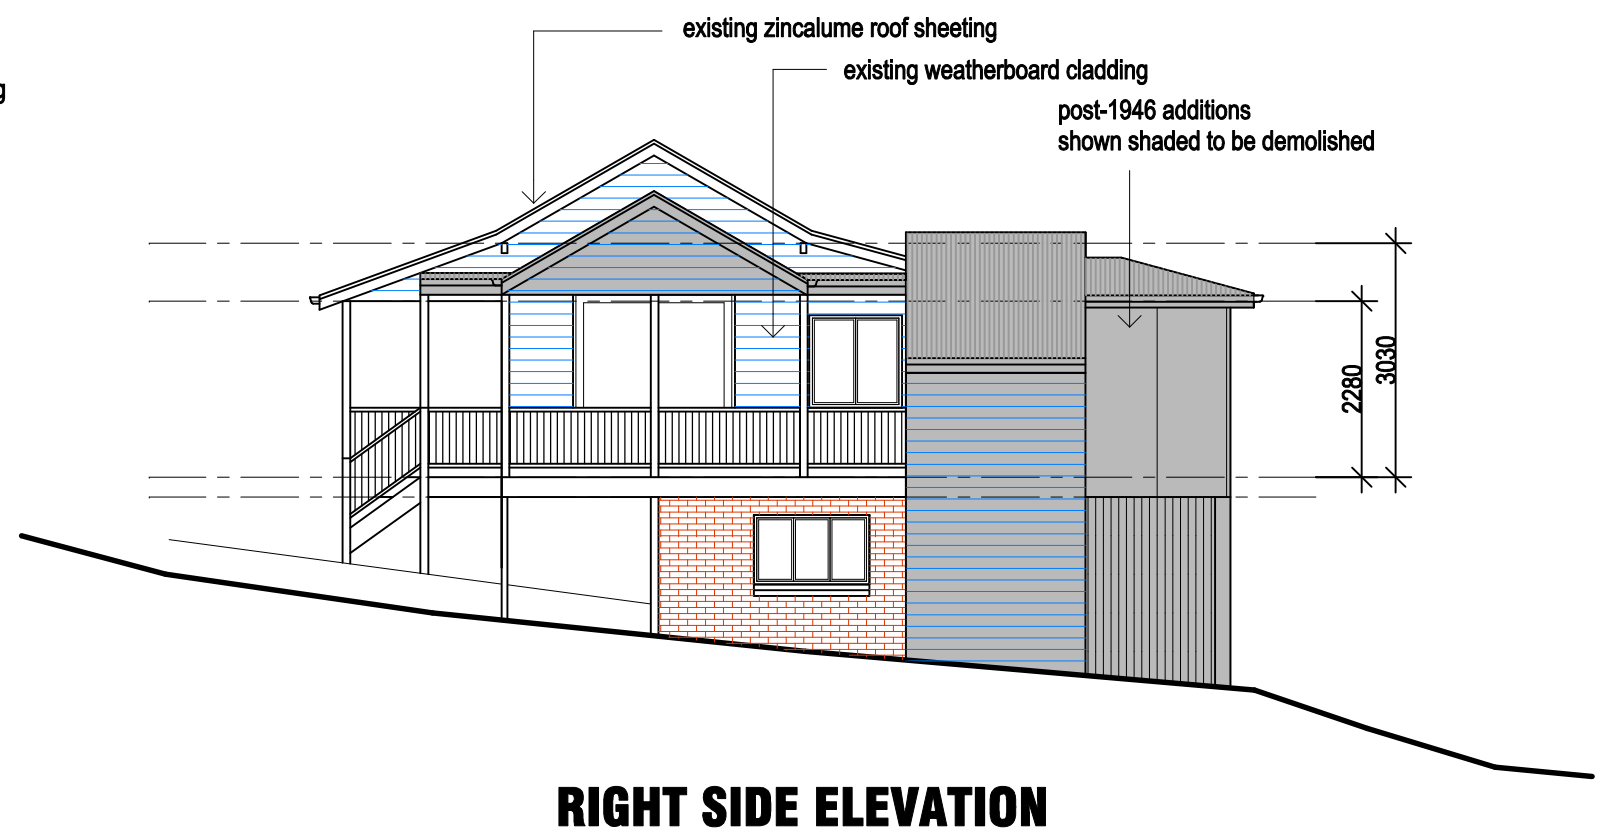 existing zincalume roof sheeting
existing weatherboard cladding
post-1946 additions
shown shaded to be demolished
2280
3030
RIGHT SIDE ELEVATION